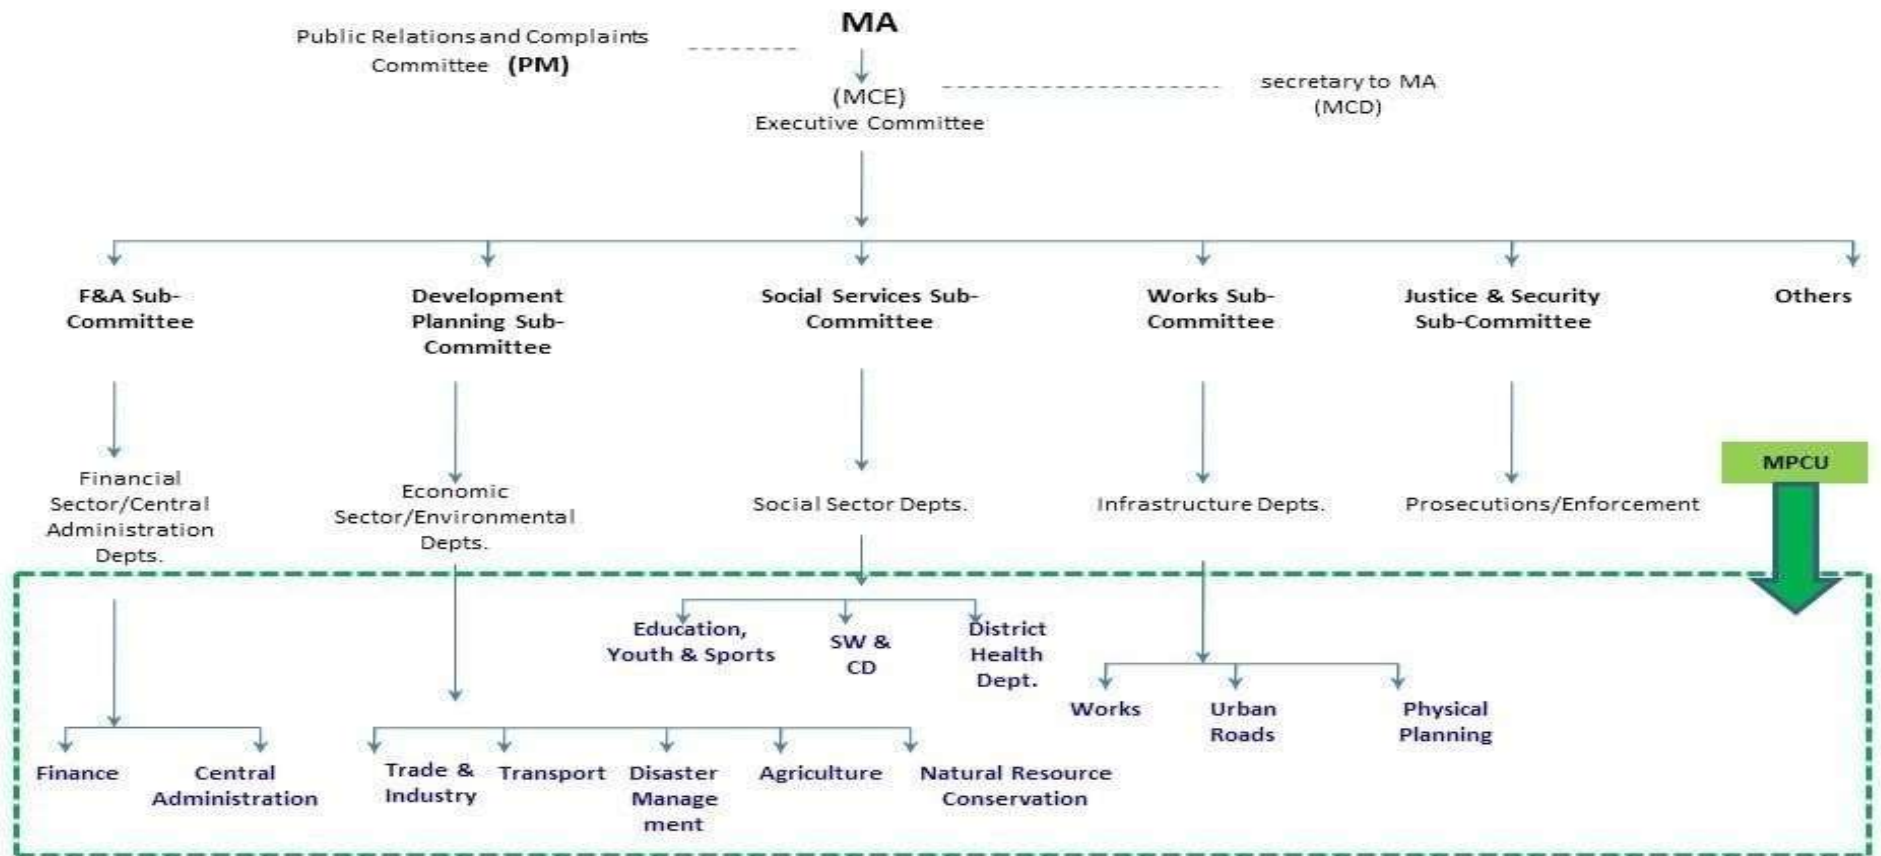 MA
Public Relations and Complaints
Committee (PM)
secretary to MA
(MCD)
(MCE)
Executive Committee
F&A Sub-
Committee
Development
Planning Sub-
Committee
Social Services Sub-
Committee
Works Sub-
Committee
Justice & Security
Sub-Committee
Others
Financial
Sector/Central
Administration
Depts.
Economic
Sector/Environmental
Depts.
Social Sector Depts.
Infrastructure Depts.
Prosecutions/Enforcement
MPCU
Education,
Youth & Sports
SW &
CD
District
Health
Dept.
Works
Urban
Roads
Physical
Planning
Finance
Central
Administration
Trade &
Industry
Transport
Disaster
Manage
ment
Agriculture
Natural Resource
Conservation